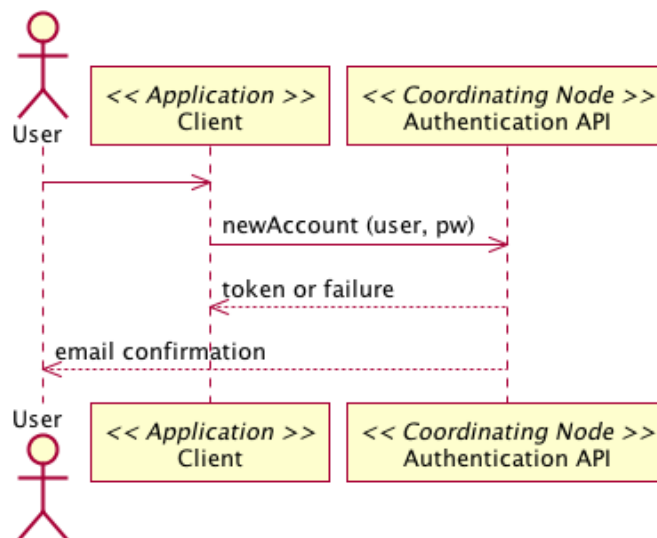 << Application >>
Client
<< Coordinating Node >>
Authentication API
User
newAccount (user, pw)
token or failure
email confirmation
User
<< Application >>
Client
<< Coordinating Node >>
Authentication API